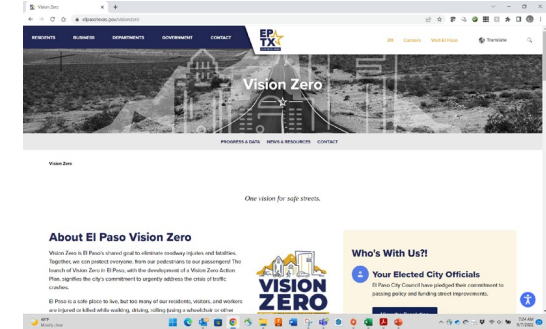 Vision Zero
elpasotexas.gov/visionzero
RESIDENTS BUSINESS DEPARTMENTS GOVERNMENT CONTACT
EP
TX
311 Careers Visit El Paso Translate
Vision Zero
PROGRESS & DATA NEWS & RESOURCES CONTACT
Vision Zero
One vision for safe streets.
About El Paso Vision Zero
Vision Zero is El Paso's shared goal to eliminate roadway injuries and fatalities.
Together, we can protect everyone, from our pedestrians to our passengers! The
launch of Vision Zero in El Paso, with the development of a Vision Zero Action
Plan, signifies the city's commitment to urgently address the crisis of traffic
crashes.
El Paso is a safe place to live, but too many of our residents, visitors, and workers
are injured or killed while walking, driving, rolling (using a wheelchair or other
VISION
ZERO
Who's With Us?!
Your Elected City Officials
El Paso City Council have pledged their commitment to
passing policy and funding street improvements.
Mostly clear
7:24 AM
9/7/2022